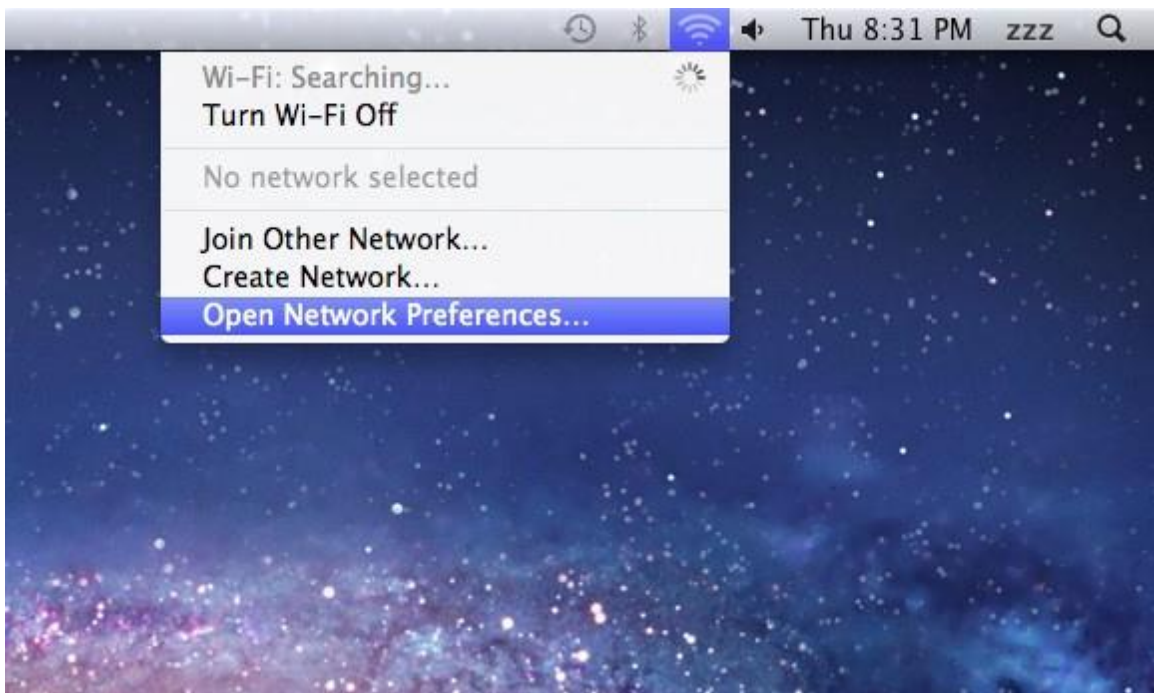 Thu 8:31 PM zzz
Wi-Fi: Searching...
Turn Wi-Fi Off
No network selected
Join Other Network...
Create Network...
Open Network Preferences...